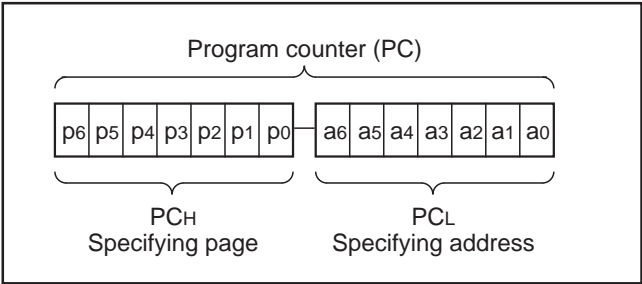 Program counter (PC)
p6 p5 p4 p3 p2 p1 p0 a6 a5 a4 a3 a2 a1 a0
PCH PCL
Specifying page Specifying address